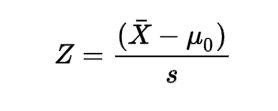 Z = (X̄ − μ₀) / s